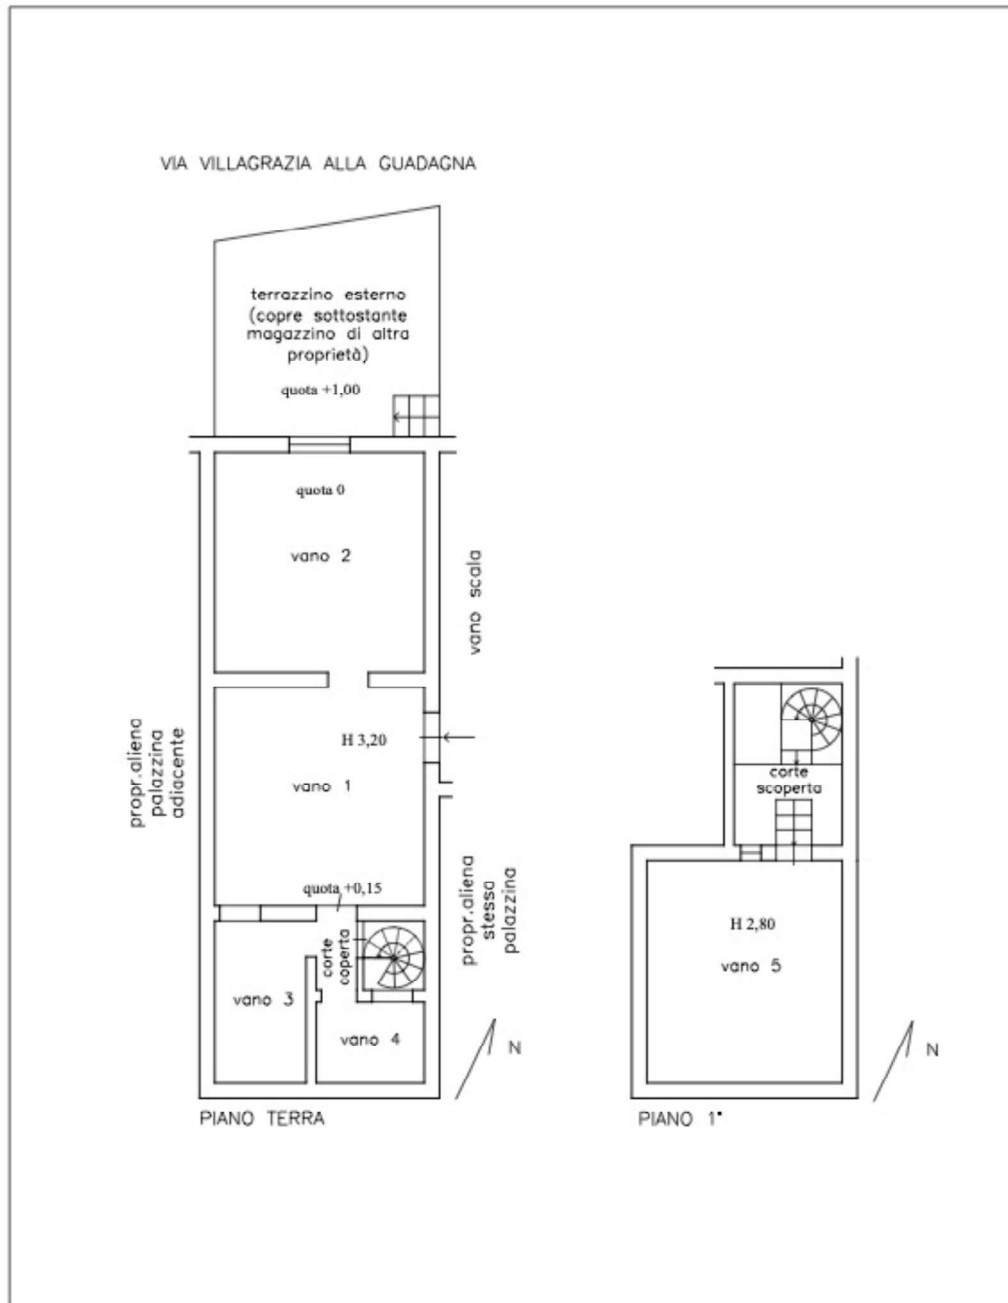 VIA VILLAGRAZIA ALLA GUADAGNA
terrazzino esterno
(copre sottostante
magazzino di altra
proprietà)
quota +1,00
quota 0
vano 2
vano scala
propr.aliena
palazzina
adiacente
H 3,20
vano 1
quota +0,15
propr.aliena
stessa
palazzina
corte
coperta
vano 3
vano 4
N
PIANO TERRA
corte
scoperta
H 2,80
vano 5
N
PIANO 1°